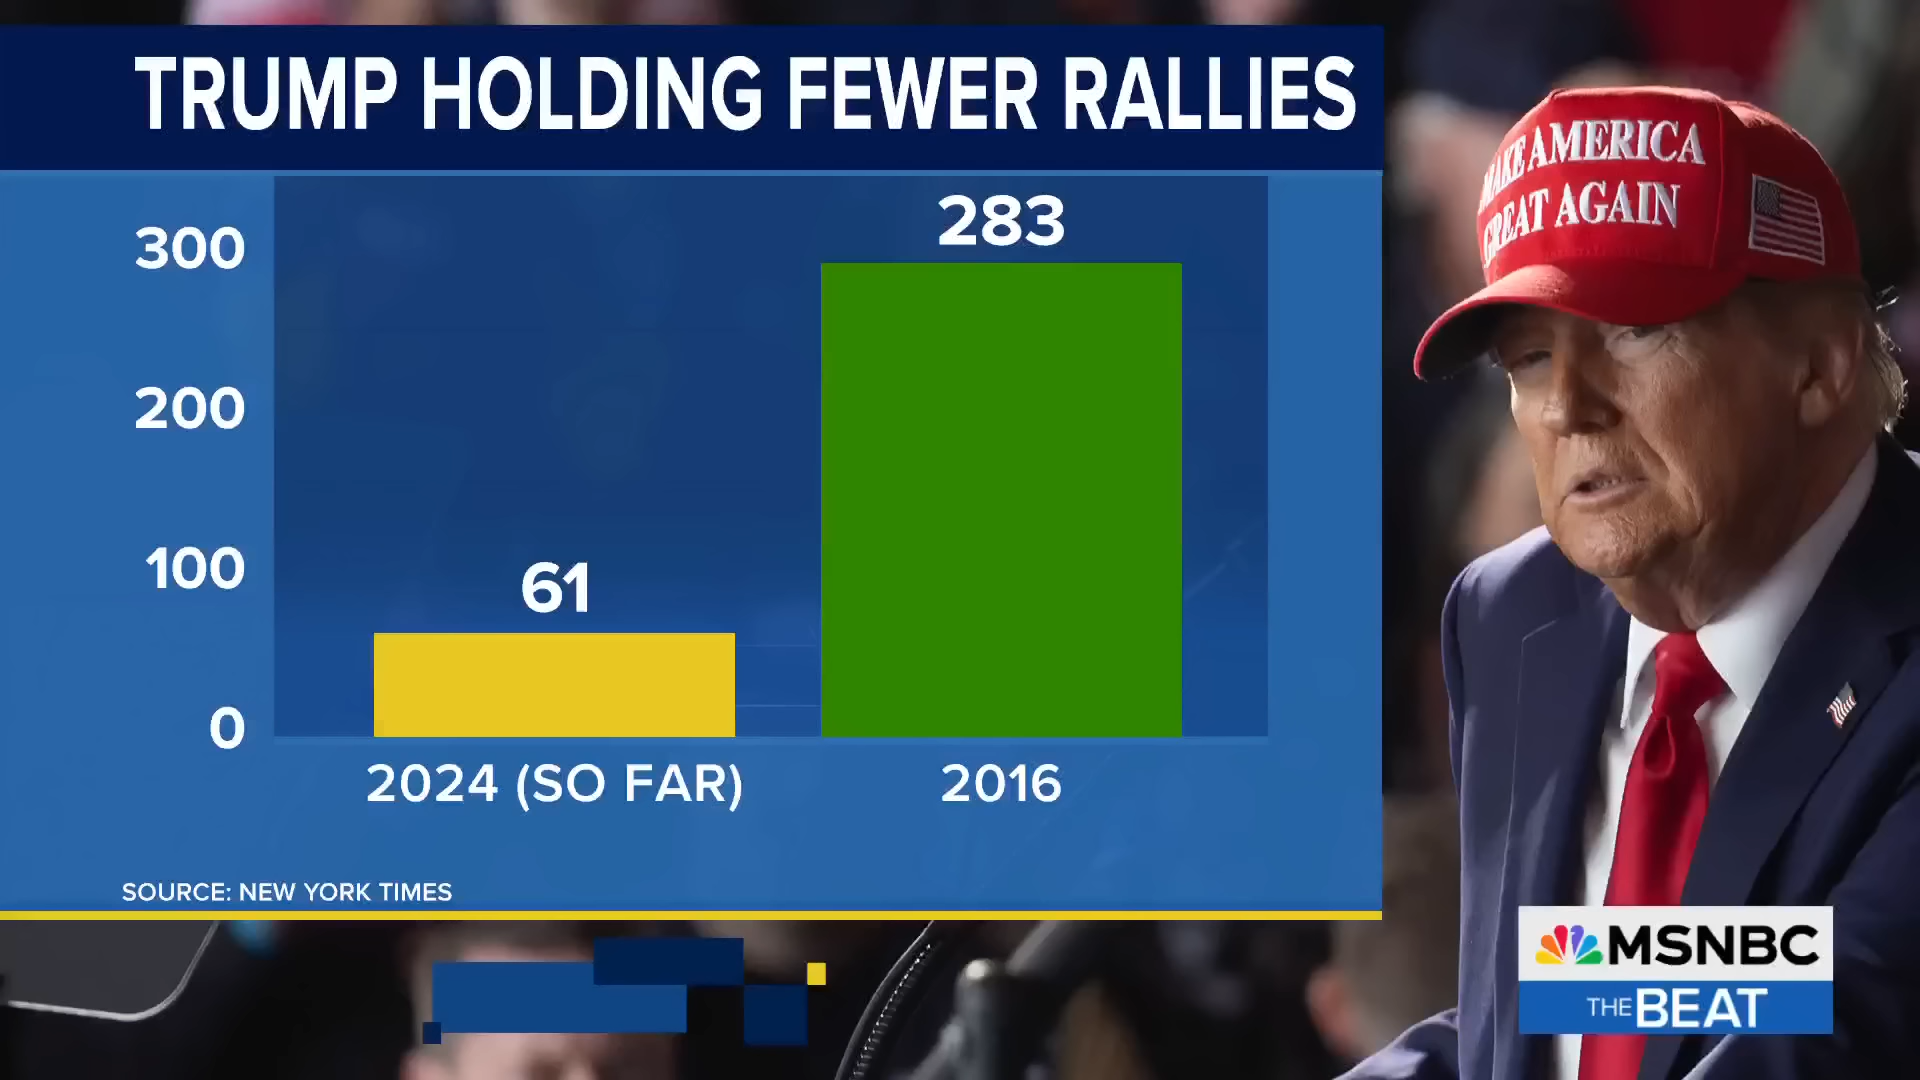 TRUMP HOLDING FEWER RALLIES
300
200
100
0
61
283
2024 (SO FAR)
2016
SOURCE: NEW YORK TIMES
MAKE AMERICA
GREAT AGAIN
MSNBC
THE BEAT